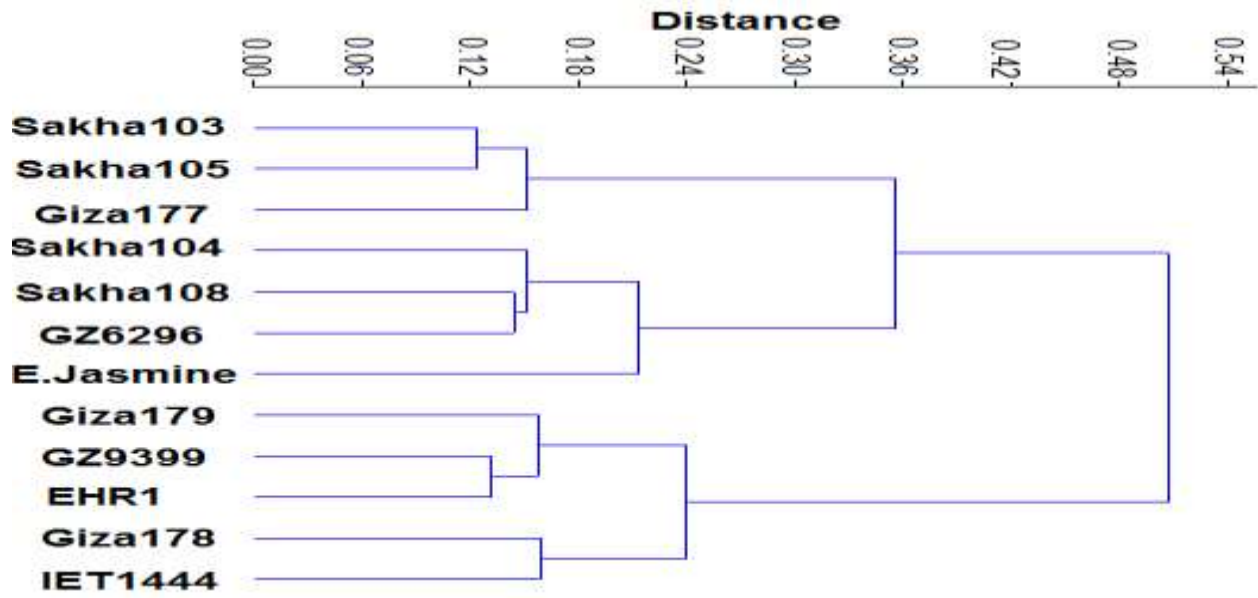 Distance
0.00 0.06 0.12 0.18 0.24 0.30 0.36 0.42 0.48 0.54
Sakha103
Sakha105
Giza177
Sakha104
Sakha108
GZ6296
E.Jasmine
Giza179
GZ9399
EHR1
Giza178
IET1444